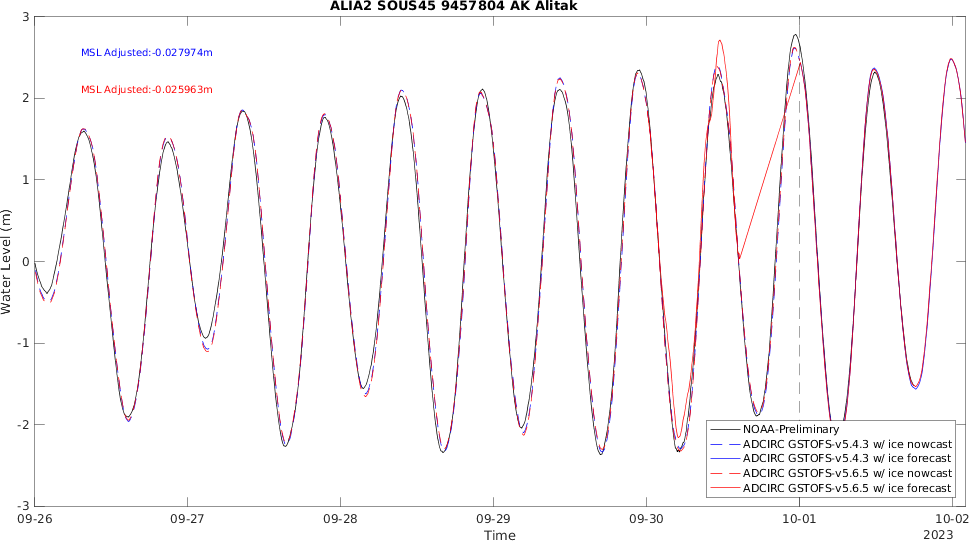 ALIA2 SOUS45 9457804 AK Alitak
MSL Adjusted:-0.027974m
MSL Adjusted:-0.025963m
Water Level (m)
3
2
1
0
-1
-2
-3
NOAA-Preliminary
ADCIRC GSTOFS-v5.4.3 w/ ice nowcast
ADCIRC GSTOFS-v5.4.3 w/ ice forecast
ADCIRC GSTOFS-v5.6.5 w/ ice nowcast
ADCIRC GSTOFS-v5.6.5 w/ ice forecast
09-26 09-27 09-28 09-29 09-30 10-01 10-02
Time
2023